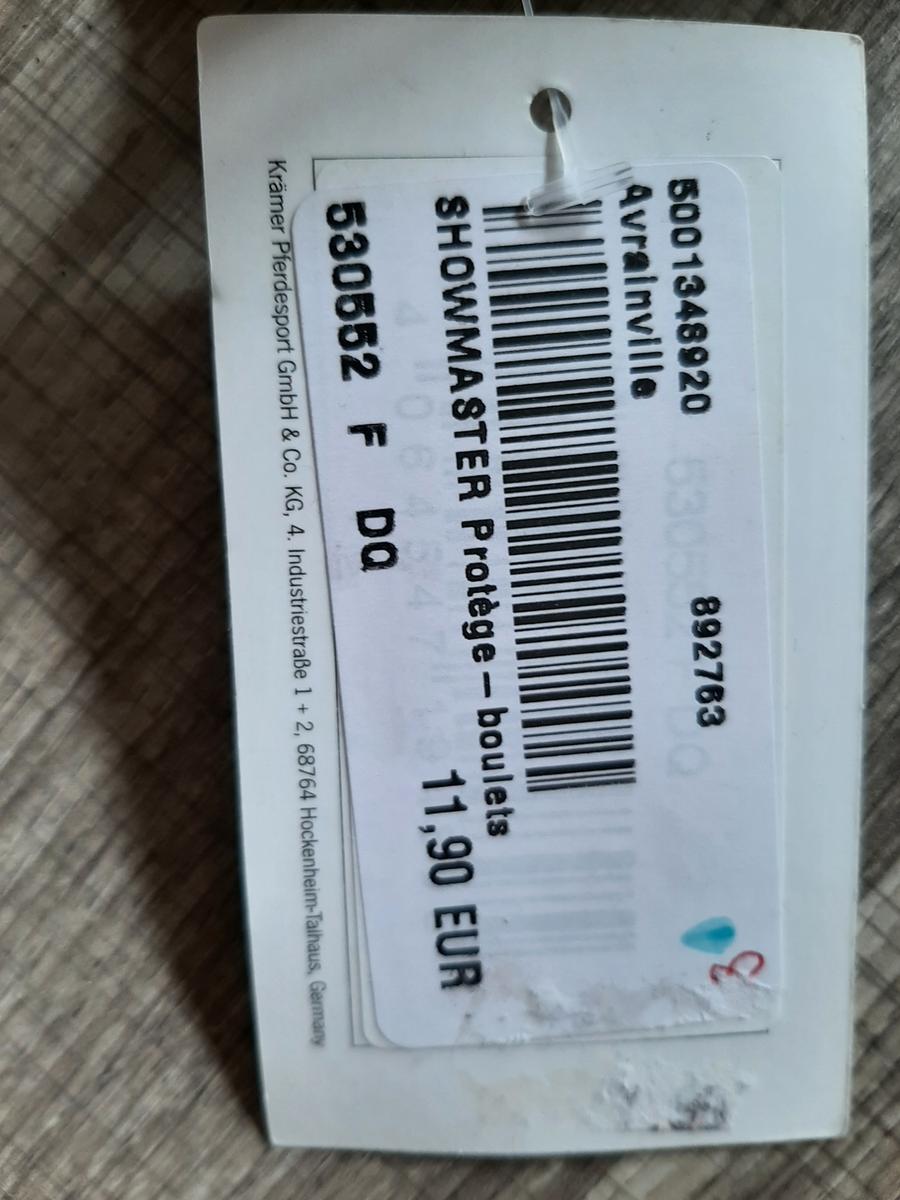 5001348920 892763
Avrainville
SHOWMASTER Protège-boulets
11,90 EUR
530552 F DQ
Krämer Pferdesport GmbH & Co. KG, 4. Industriestraße 1 + 2, 68764 Hockenheim-Talhaus, Germany
3